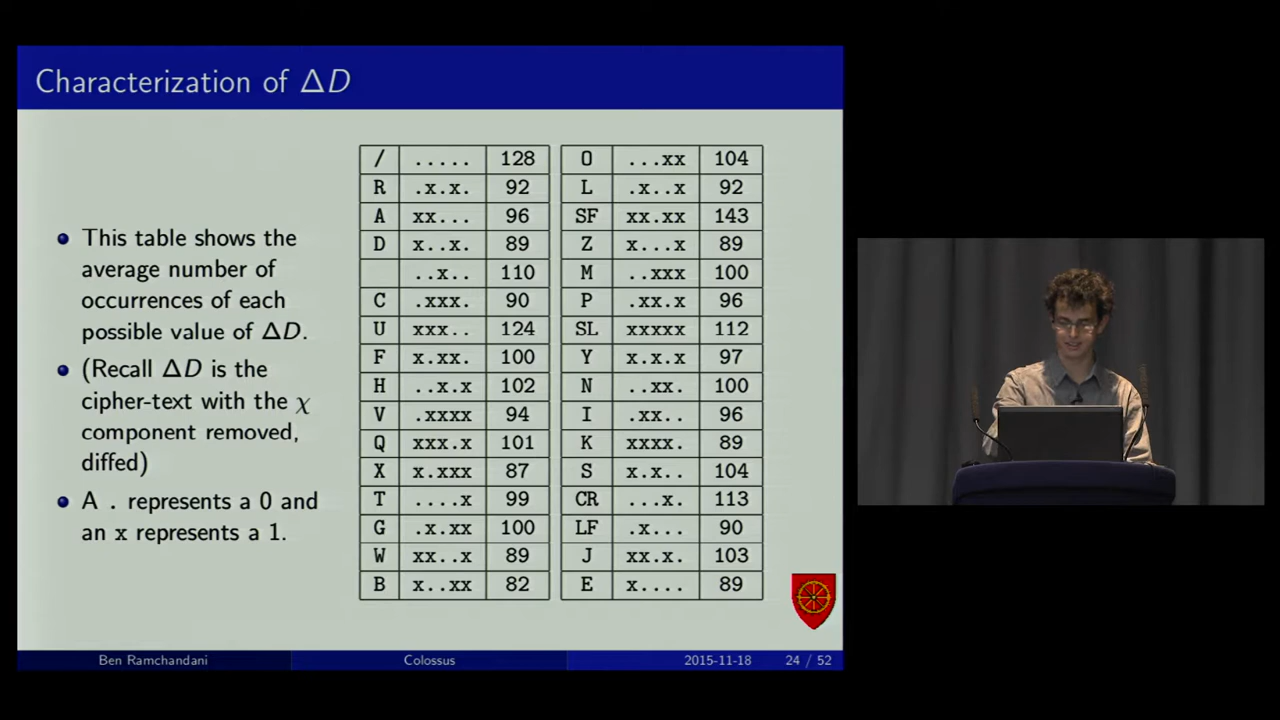 Characterization of ΔD
This table shows the
average number of
occurrences of each
possible value of ΔD.
(Recall ΔD is the
cipher-text with the χ
component removed,
diffed)
A . represents a 0 and
an x represents a 1.
/ ..... 128
R .x.x. 92
A xx... 96
D x..x. 89
..x.. 110
C .xxx. 90
U xxx.. 124
F x.xx. 100
H ..x.x 102
V .xxxx 94
Q xxx.x 101
X x.xxx 87
T ....x 99
G .x.xx 100
W xx..x 89
B x..xx 82
O ...xx 104
L .x..x 92
SF xx.xx 143
Z x...x 89
M ..xxx 100
P .xx.x 96
SL xxxxx 112
Y x.x.x 97
N ..xx. 100
I .xx.. 96
K xxxx. 89
S x.x.. 104
CR ...x. 113
LF .x... 90
J xx.x. 103
E x.... 89
Ben Ramchandani
Colossus
2015-11-18
24 / 52